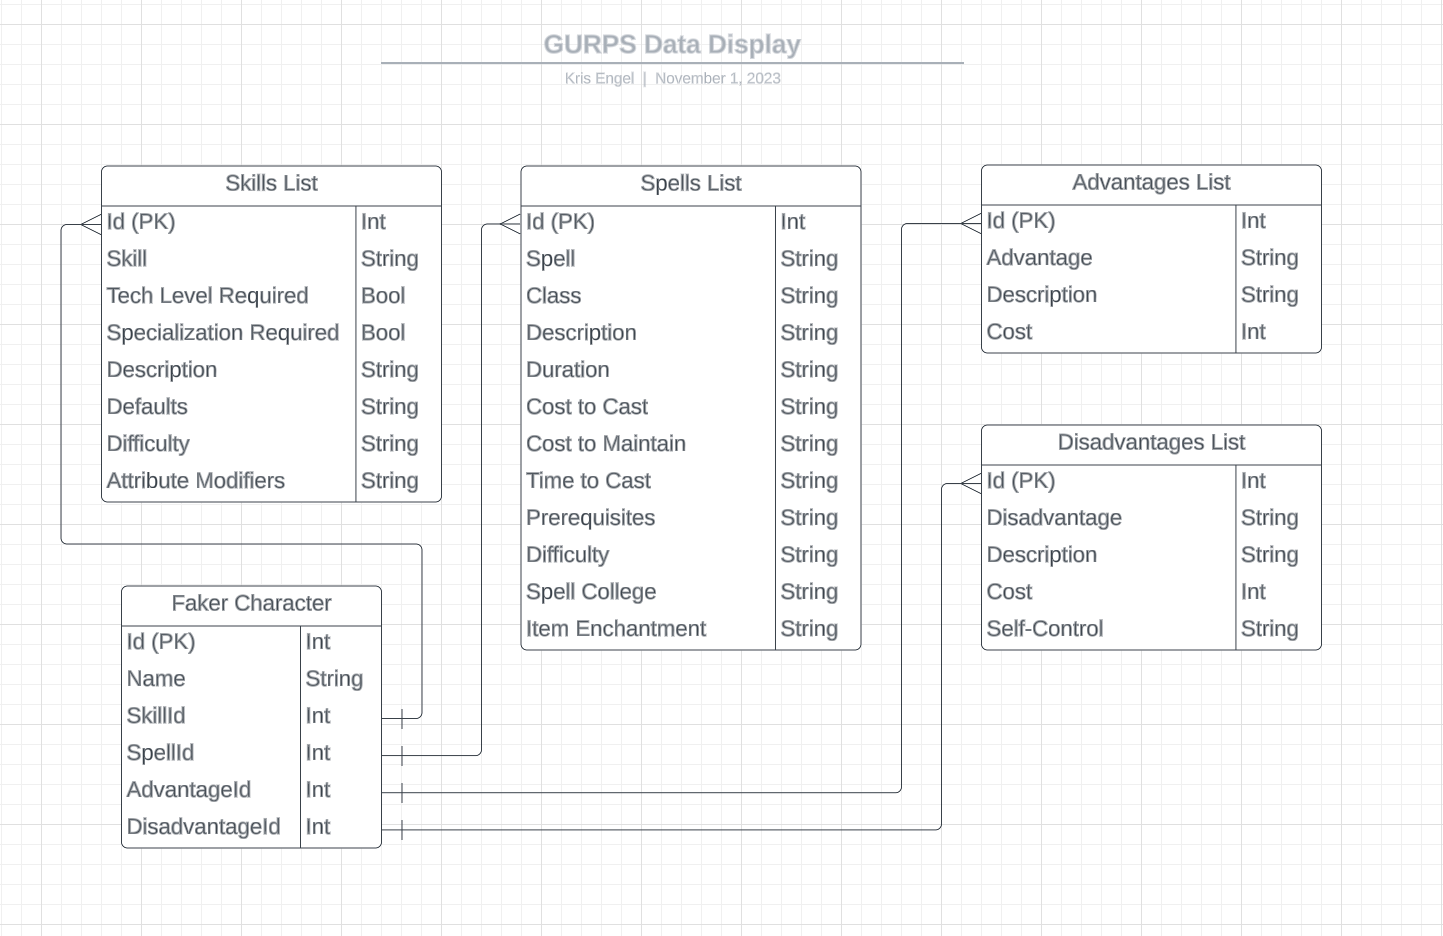 GURPS Data Display
Kris Engel | November 1, 2023
Skills List
Id (PK) Int
Skill String
Tech Level Required Bool
Specialization Required Bool
Description String
Defaults String
Difficulty String
Attribute Modifiers String
Spells List
Id (PK) Int
Spell String
Class String
Description String
Duration String
Cost to Cast String
Cost to Maintain String
Time to Cast String
Prerequisites String
Difficulty String
Spell College String
Item Enchantment String
Advantages List
Id (PK) Int
Advantage String
Description String
Cost Int
Disadvantages List
Id (PK) Int
Disadvantage String
Description String
Cost Int
Self-Control String
Faker Character
Id (PK) Int
Name String
SkillId Int
SpellId Int
AdvantageId Int
DisadvantageId Int